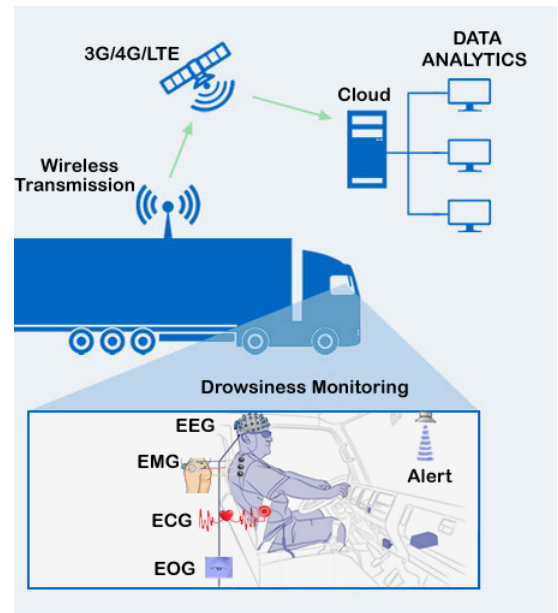 3G/4G/LTE
DATA
ANALYTICS
Cloud
Wireless
Transmission
Drowsiness Monitoring
EEG
EMG
Alert
ECG
EOG